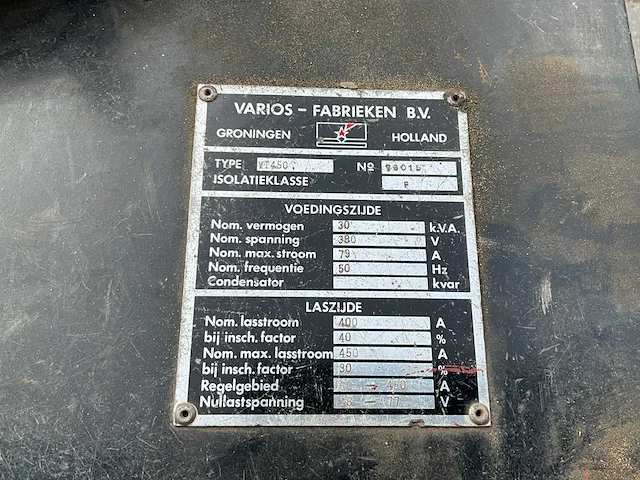 VARIOS - FABRIEKEN B.V.
GRONINGEN HOLLAND
TYPE VT450 No
ISOLATIEKLASSE F
VOEDINGSZIJDE
Nom. vermogen 30 k.V.A.
Nom. spanning 380 V
Nom. max. stroom 79 A
Nom. frequentie 50 Hz
Condensator kvar
LASZIJDE
Nom. lasstroom 400 A
bij insch. factor 40 %
Nom. max. lasstroom 450 A
bij insch. factor 30 %
Regelgebied A
Nullastspanning V